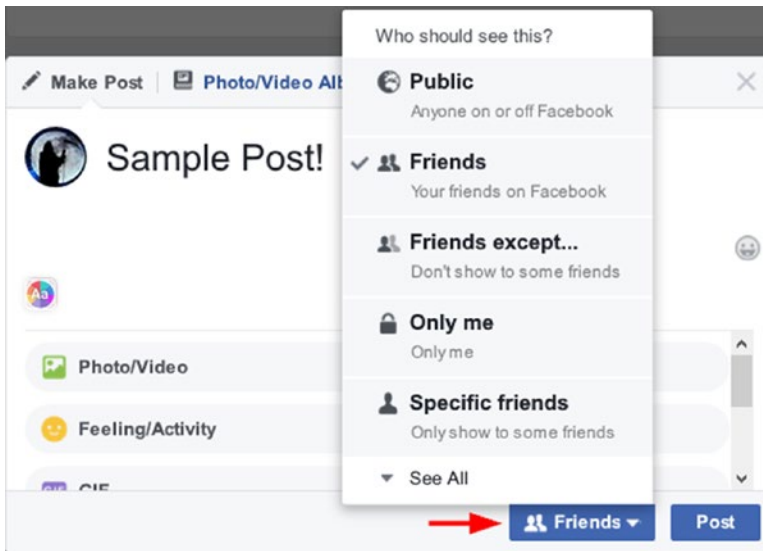 Who should see this?
Make Post
Photo/Video Alb
Public
Anyone on or off Facebook
Sample Post!
Friends
Your friends on Facebook
Friends except...
Don't show to some friends
Aa
Only me
Only me
Photo/Video
Specific friends
Only show to some friends
Feeling/Activity
See All
GIF
Friends
Post